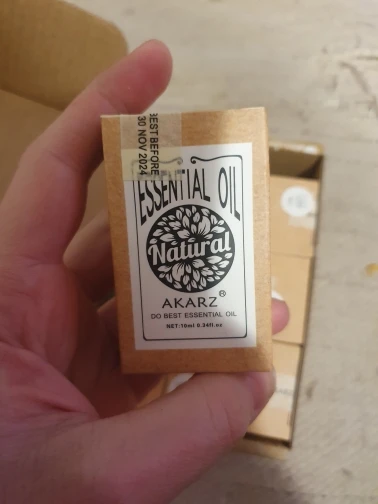 BEST BEFORE
30 NOV 2024
ESSENTIAL OIL
Natural
AKARZ®
DO BEST ESSENTIAL OIL
NET:10ml 0.34fl.oz